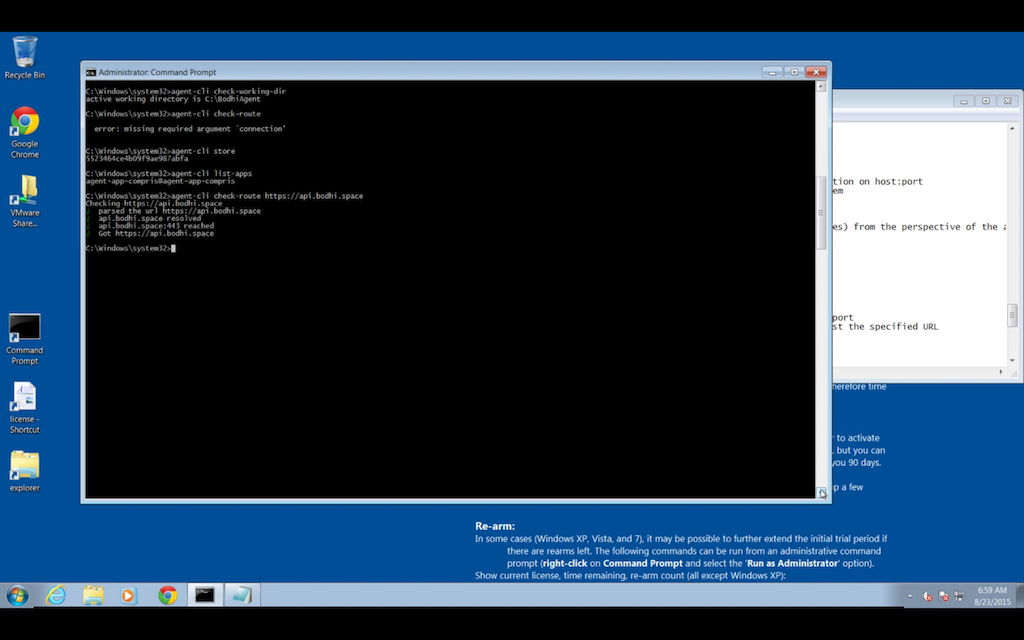 Recycle Bin
Google
Chrome
VMware
Share...
Command
Prompt
license -
Shortcut
explorer
Administrator: Command Prompt
C:\Windows\system32>agent-cli check-working-dir
active working directory is C:\BodhiAgent
C:\Windows\system32>agent-cli check-route
error: missing required argument `connection'
C:\Windows\system32>agent-cli store
5523464ce4b09f9ae987abfa
C:\Windows\system32>agent-cli list-apps
agent-app-compris@agent-app-compris
C:\Windows\system32>agent-cli check-route https://api.bodhi.space
Checking https://api.bodhi.space
parsed the url https://api.bodhi.space
api.bodhi.space resolved
api.bodhi.space:443 reached
Got https://api.bodhi.space
C:\Windows\system32>
tion on host:port
em
es) from the perspective of the a
port
st the specified URL
herefore time
r to activate
, but you can
you 90 days.
p a few
Re-arm:
In some cases (Windows XP, Vista, and 7), it may be possible to further extend the initial trial period if
there are rearms left. The following commands can be run from an administrative command
prompt (right-click on Command Prompt and select the 'Run as Administrator' option).
Show current license, time remaining, re-arm count (all except Windows XP):
6:59 AM
8/23/2015